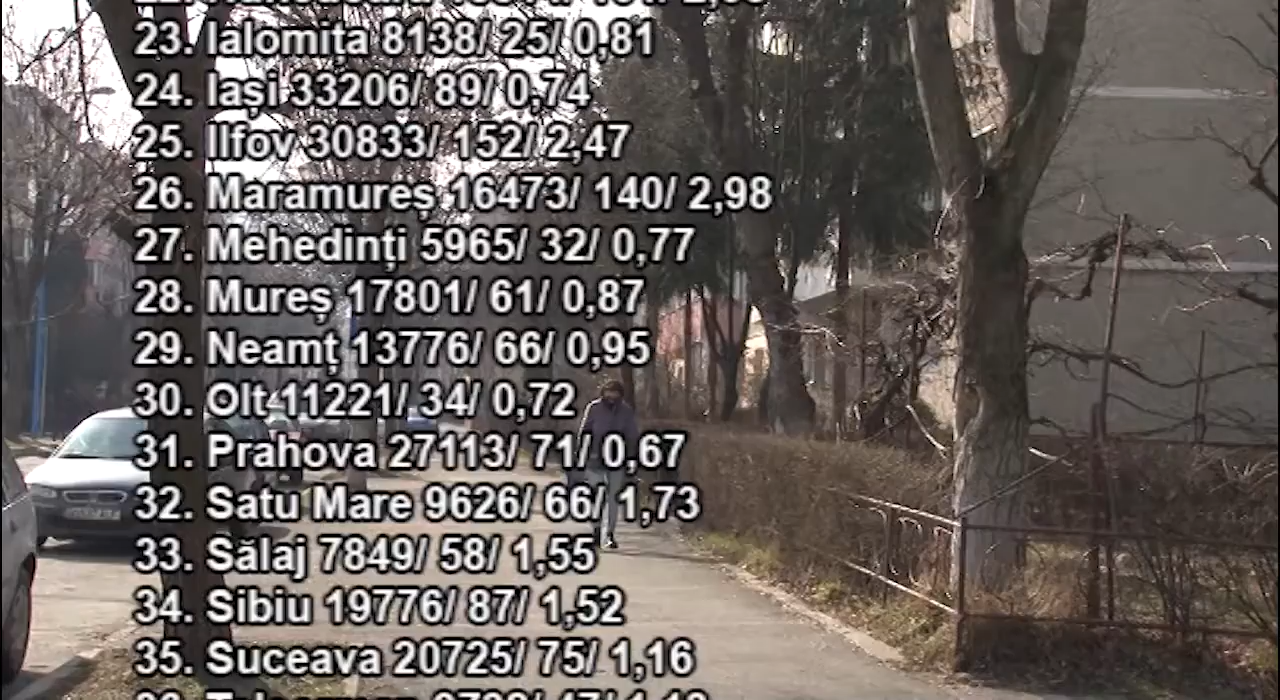 23. Ialomița 8138/ 25/ 0,81
24. Iași 33206/ 89/ 0,74
25. Ilfov 30833/ 152/ 2,47
26. Maramureș 16473/ 140/ 2,98
27. Mehedinți 5965/ 32/ 0,77
28. Mureș 17801/ 61/ 0,87
29. Neamț 13776/ 66/ 0,95
30. Olt 11221/ 34/ 0,72
31. Prahova 27113/ 71/ 0,67
32. Satu Mare 9626/ 66/ 1,73
33. Sălaj 7849/ 58/ 1,55
34. Sibiu 19776/ 87/ 1,52
35. Suceava 20725/ 75/ 1,16